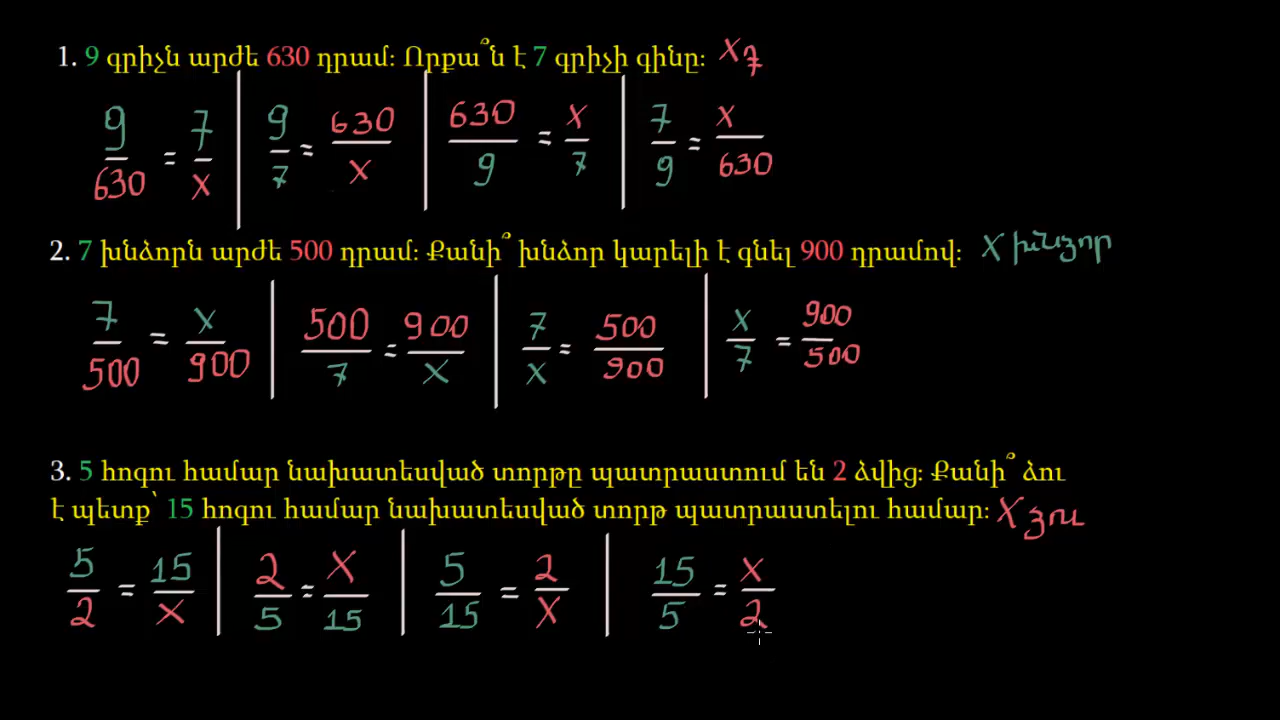 1. 9 գրիչն արժե 630 դրամ։ Որքա՞ն է 7 գրիչի գինը։ x դ
9/630 = 7/x | 9/7 = 630/x | 630/9 = x/7 | 7/9 = x/630
2. 7 խնձորն արժե 500 դրամ։ Քանի՞ խնձոր կարելի է գնել 900 դրամով։ x խնձոր
7/500 = x/900 | 500/7 = 900/x | 7/x = 500/900 | x/7 = 900/500
3. 5 հոգու համար նախատեսված տորթը պատրաստում են 2 ձվից։ Քանի՞ ձու
է պետք՝ 15 հոգու համար նախատեսված տորթ պատրաստելու համար։ x ձու
5/2 = 15/x | 2/5 = x/15 | 5/15 = 2/x | 15/5 = x/2